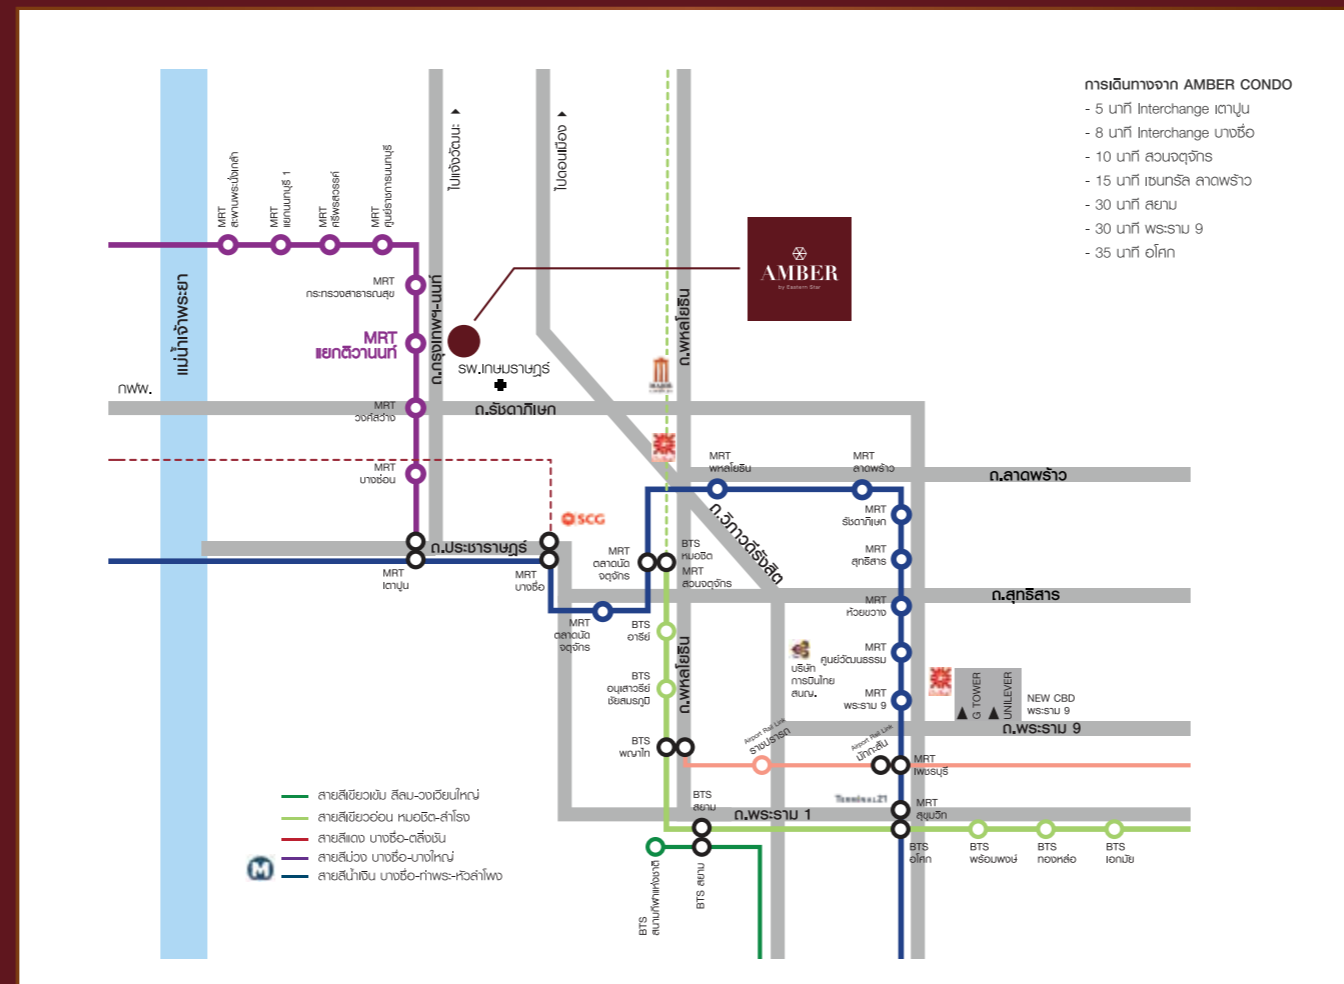 การเดินทางจาก AMBER CONDO
- 5 นาที Interchange เตาปูน
- 8 นาที Interchange บางซื่อ
- 10 นาที สวนจตุจักร
- 15 นาที เซนทรัล ลาดพร้าว
- 30 นาที สยาม
- 30 นาที พระราม 9
- 35 นาที อโศก
ไปแจ้งวัฒนะ
ไปดอนเมือง
MRT
สะพานพระนั่งเกล้า
MRT
แยกนนทบุรี 1
MRT
ศรีพรสวรรค์
MRT
ศูนย์ราชการนนทบุรี
แม่น้ำเจ้าพระยา
MRT
กระทรวงสาธารณสุข
MRT
แยกติวานนท์
ถ.กรุงเทพฯ-นนท์
AMBER
by Eastern Star
รพ.เกษมราษฎร์
ถ.พหลโยธิน
กฟผ.
MRT
วงศ์สว่าง
ถ.รัชดาภิเษก
MRT
บางซ่อน
MRT
พหลโยธิน
MRT
ลาดพร้าว
ถ.ลาดพร้าว
SCG
ถ.วิภาวดีรังสิต
MRT
รัชดาภิเษก
ถ.ประชาราษฎร์
MRT
เตาปูน
MRT
บางซื่อ
MRT
ตลาดนัด
จตุจักร
BTS
หมอชิต
MRT
สวนจตุจักร
MRT
สุทธิสาร
ถ.สุทธิสาร
MRT
ตลาดนัด
จตุจักร
BTS
อารีย์
MRT
ห้วยขวาง
ถ.พหลโยธิน
บริษัท
การบินไทย
สนญ.
MRT
ศูนย์วัฒนธรรม
BTS
อนุเสาวรีย์
ชัยสมรภูมิ
MRT
พระราม 9
G TOWER
UNILEVER
NEW CBD
พระราม 9
ถ.พระราม 9
BTS
พญาไท
Airport Rail Link
ราชปรารถ
Airport Rail Link
มักกะสัน
MRT
เพชรบุรี
Terminal 21
BTS
สยาม
ถ.พระราม 1
MRT
สุขุมวิท
BTS
อโศก
BTS
พร้อมพงษ์
BTS
ทองหล่อ
BTS
เอกมัย
BTS
สนามกีฬาแห่งชาติ
BTS สยาม
สายสีเขียวเข้ม สีลม-วงเวียนใหญ่
สายสีเขียวอ่อน หมอชิต-สำโรง
สายสีแดง บางซื่อ-ตลิ่งชัน
สายสีม่วง บางซื่อ-บางใหญ่
สายสีน้ำเงิน บางซื่อ-ท่าพระ-หัวลำโพง